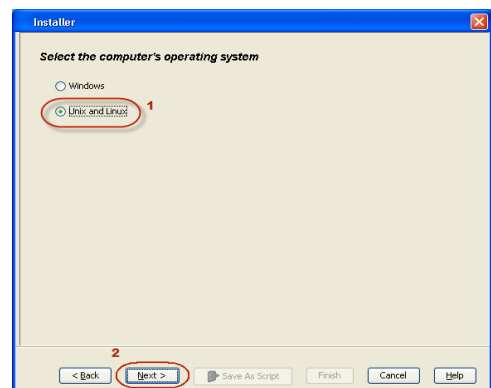 Installer
Select the computer's operating system
Windows
Unix and Linux
1
2
< Back Next > Save As Script Finish Cancel Help